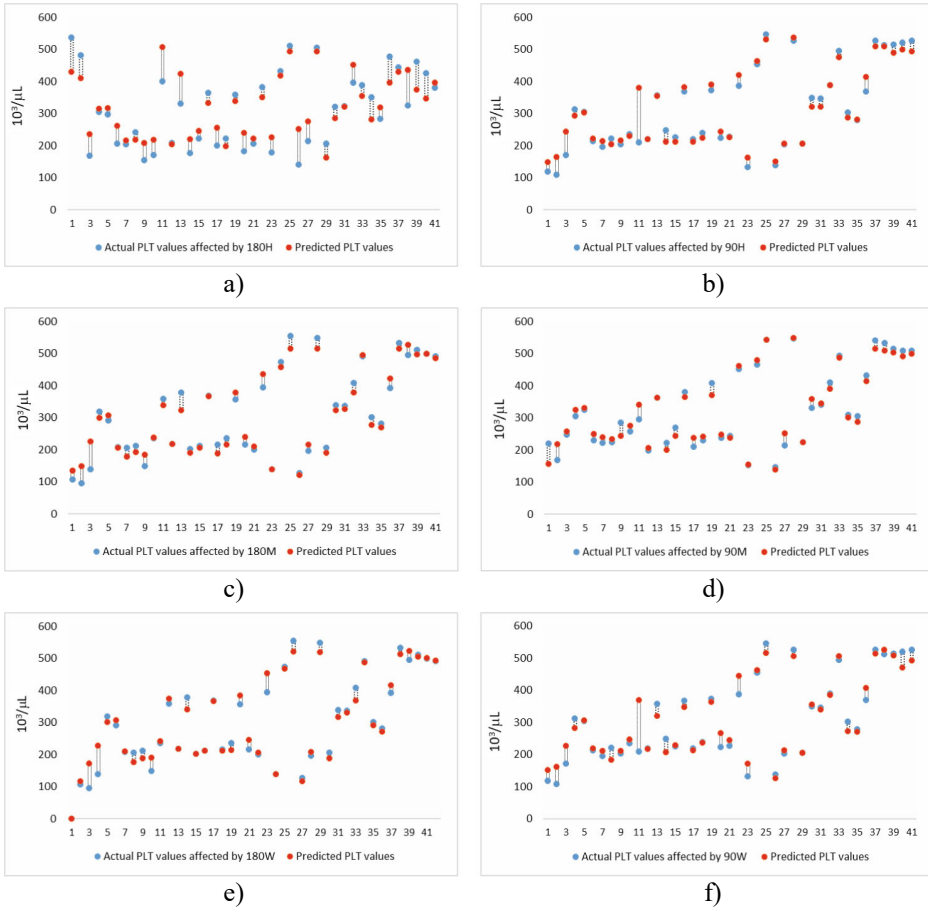 600
500
400
300
200
100
0
10³/µL
1 3 5 7 9 11 13 15 17 19 21 23 25 27 29 31 33 35 37 39 41
Actual PLT values affected by 180H Predicted PLT values
a)
600
500
400
300
200
100
0
10³/µL
1 3 5 7 9 11 13 15 17 19 21 23 25 27 29 31 33 35 37 39 41
Actual PLT values affected by 90H Predicted PLT values
b)
600
500
400
300
200
100
0
10³/µL
1 3 5 7 9 11 13 15 17 19 21 23 25 27 29 31 33 35 37 39 41
Actual PLT values affected by 180M Predicted PLT values
c)
600
500
400
300
200
100
0
10³/µL
1 3 5 7 9 11 13 15 17 19 21 23 25 27 29 31 33 35 37 39 41
Actual PLT values affected by 90M Predicted PLT values
d)
600
500
400
300
200
100
0
10³/µL
1 3 5 7 9 11 13 15 17 19 21 23 25 27 29 31 33 35 37 39 41
Actual PLT values affected by 180W Predicted PLT values
e)
600
500
400
300
200
100
0
10³/µL
1 3 5 7 9 11 13 15 17 19 21 23 25 27 29 31 33 35 37 39 41
Actual PLT values affected by 90W Predicted PLT values
f)